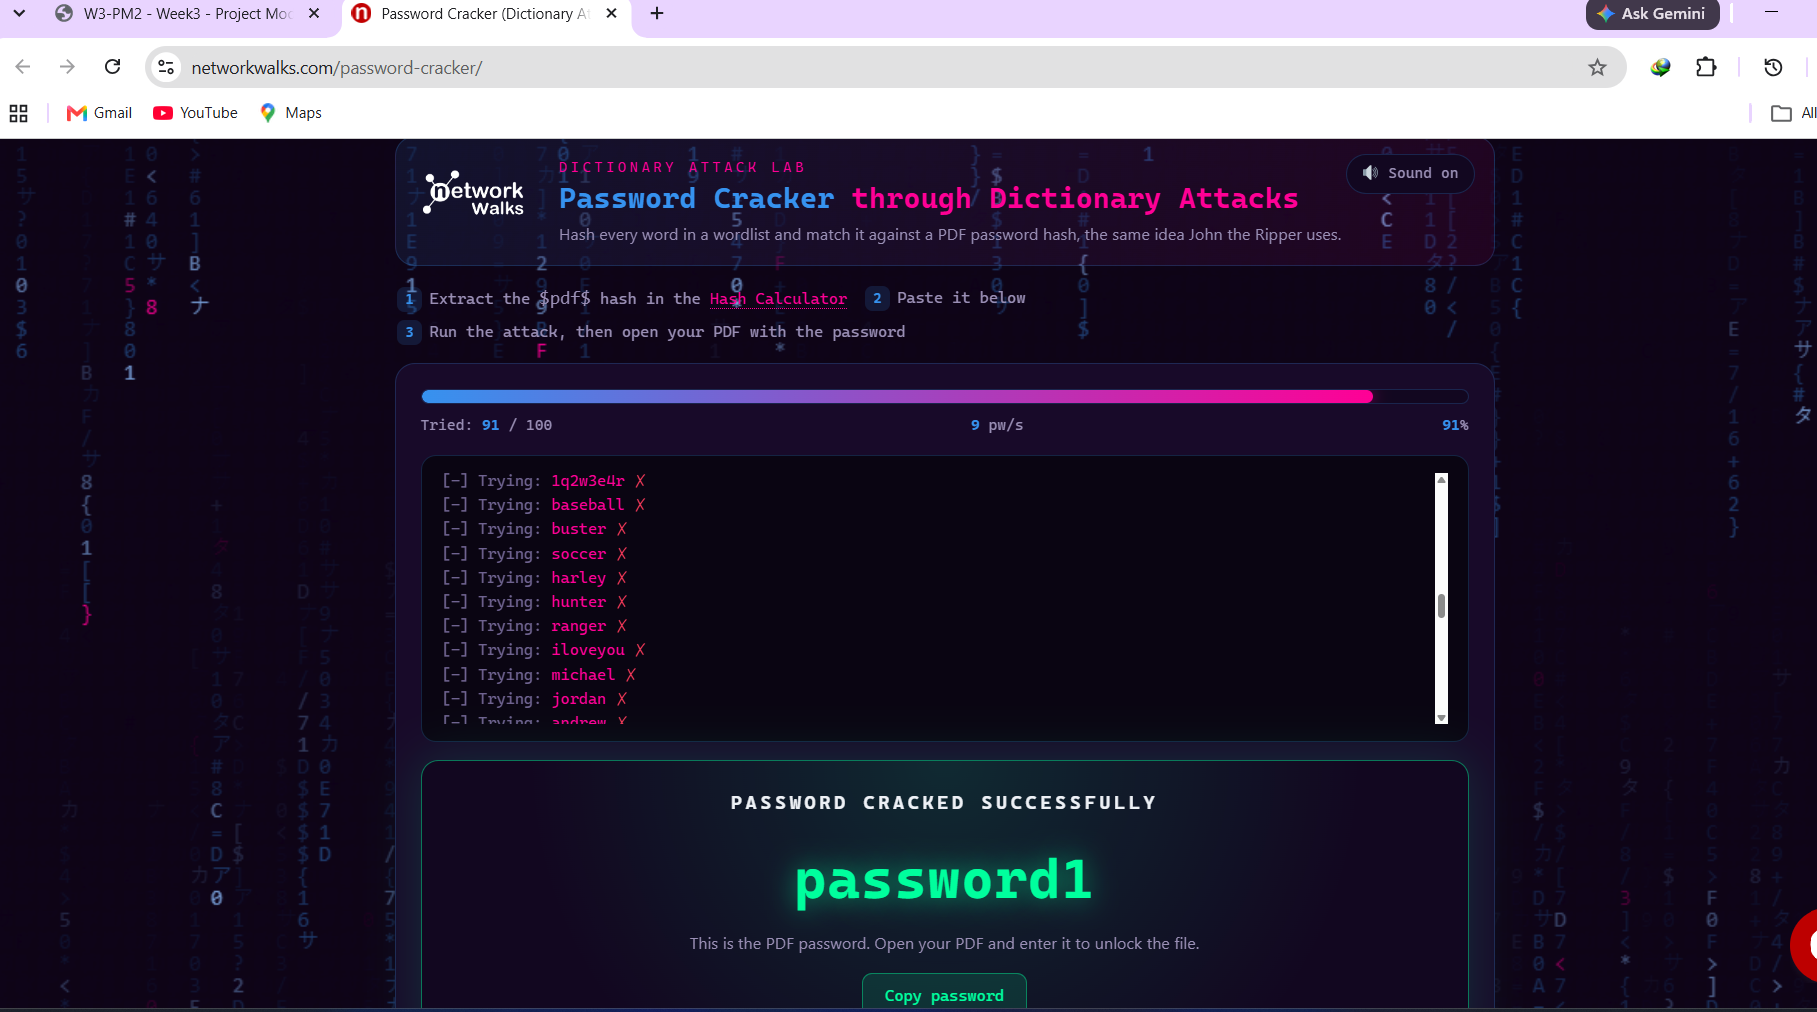 W3-PM2 - Week3 - Project Mod
Password Cracker (Dictionary At
Ask Gemini
networkwalks.com/password-cracker/
Gmail
YouTube
Maps
All
network
Walks
DICTIONARY ATTACK LAB
Password Cracker through Dictionary Attacks
Hash every word in a wordlist and match it against a PDF password hash, the same idea John the Ripper uses.
Sound on
1 Extract the $pdf$ hash in the Hash Calculator 2 Paste it below
3 Run the attack, then open your PDF with the password
Tried: 91 / 100
9 pw/s
91%
[-] Trying: 1q2w3e4r ✗
[-] Trying: baseball ✗
[-] Trying: buster ✗
[-] Trying: soccer ✗
[-] Trying: harley ✗
[-] Trying: hunter ✗
[-] Trying: ranger ✗
[-] Trying: iloveyou ✗
[-] Trying: michael ✗
[-] Trying: jordan ✗
[-] Trying: andrew ✗
PASSWORD CRACKED SUCCESSFULLY
password1
This is the PDF password. Open your PDF and enter it to unlock the file.
Copy password